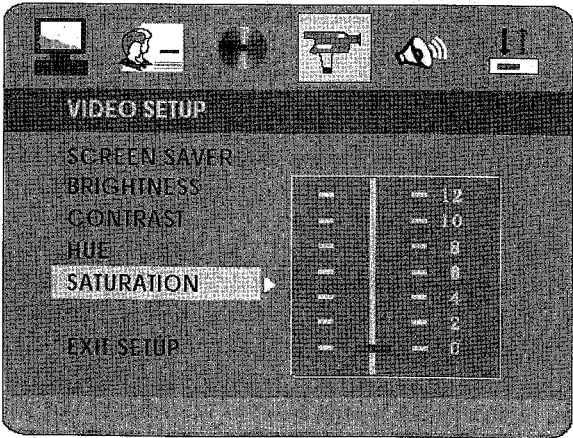 VIDEO SETUP
SCREEN SAVER
BRIGHTNESS
CONTRAST
HUE
SATURATION
EXIT SETUP
12
10
8
6
4
2
0